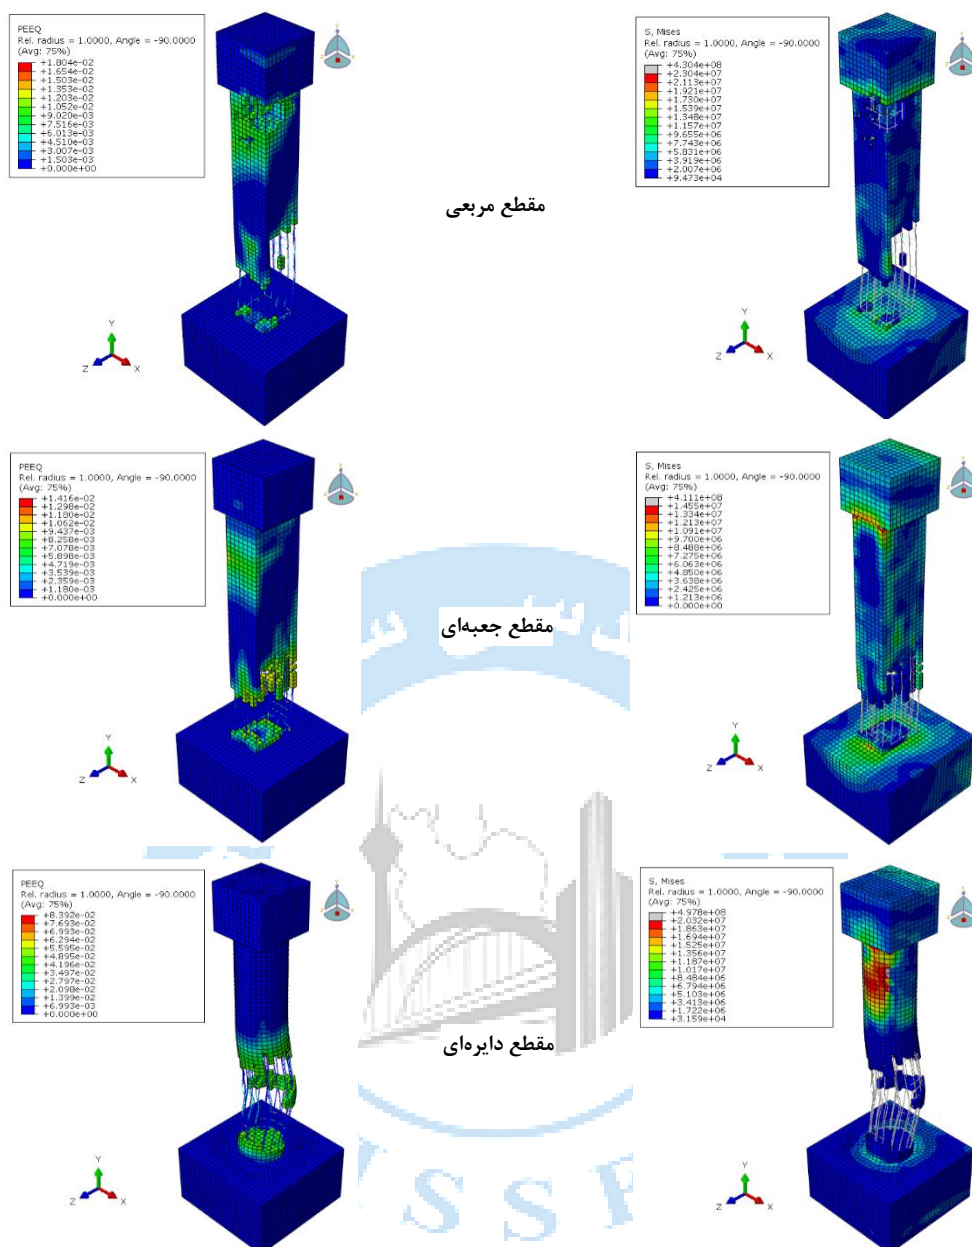 PEEQ
Rel. radius = 1.0000, Angle = -90.0000
(Avg: 75%)
+1.804e-02
+1.654e-02
+1.503e-02
+1.353e-02
+1.203e-02
+1.052e-02
+9.020e-03
+7.516e-03
+6.013e-03
+4.510e-03
+3.007e-03
+1.503e-03
+0.000e+00
Y
Z
X
مقطع مربعی
S, Mises
Rel. radius = 1.0000, Angle = -90.0000
(Avg: 75%)
+4.304e+08
+2.304e+07
+2.113e+07
+1.921e+07
+1.730e+07
+1.539e+07
+1.348e+07
+1.157e+07
+9.655e+06
+7.743e+06
+5.831e+06
+3.919e+06
+2.007e+06
+9.473e+04
Y
Z
X
PEEQ
Rel. radius = 1.0000, Angle = -90.0000
(Avg: 75%)
+1.416e-02
+1.298e-02
+1.180e-02
+1.062e-02
+9.437e-03
+8.258e-03
+7.078e-03
+5.898e-03
+4.719e-03
+3.539e-03
+2.359e-03
+1.180e-03
+0.000e+00
Y
Z
X
مقطع جعبه‌ای
S, Mises
Rel. radius = 1.0000, Angle = -90.0000
(Avg: 75%)
+4.111e+08
+1.455e+07
+1.334e+07
+1.213e+07
+1.091e+07
+9.700e+06
+8.488e+06
+7.275e+06
+6.063e+06
+4.850e+06
+3.638e+06
+2.425e+06
+1.213e+06
+0.000e+00
Y
Z
X
PEEQ
Rel. radius = 1.0000, Angle = -90.0000
(Avg: 75%)
+8.392e-02
+7.693e-02
+6.993e-02
+6.294e-02
+5.595e-02
+4.895e-02
+4.196e-02
+3.497e-02
+2.797e-02
+2.098e-02
+1.399e-02
+6.993e-03
+0.000e+00
Y
Z
X
مقطع دایره‌ای
S, Mises
Rel. radius = 1.0000, Angle = -90.0000
(Avg: 75%)
+4.978e+08
+2.032e+07
+1.863e+07
+1.694e+07
+1.525e+07
+1.356e+07
+1.187e+07
+1.017e+07
+8.484e+06
+6.794e+06
+5.103e+06
+3.413e+06
+1.722e+06
+3.159e+04
Y
Z
X